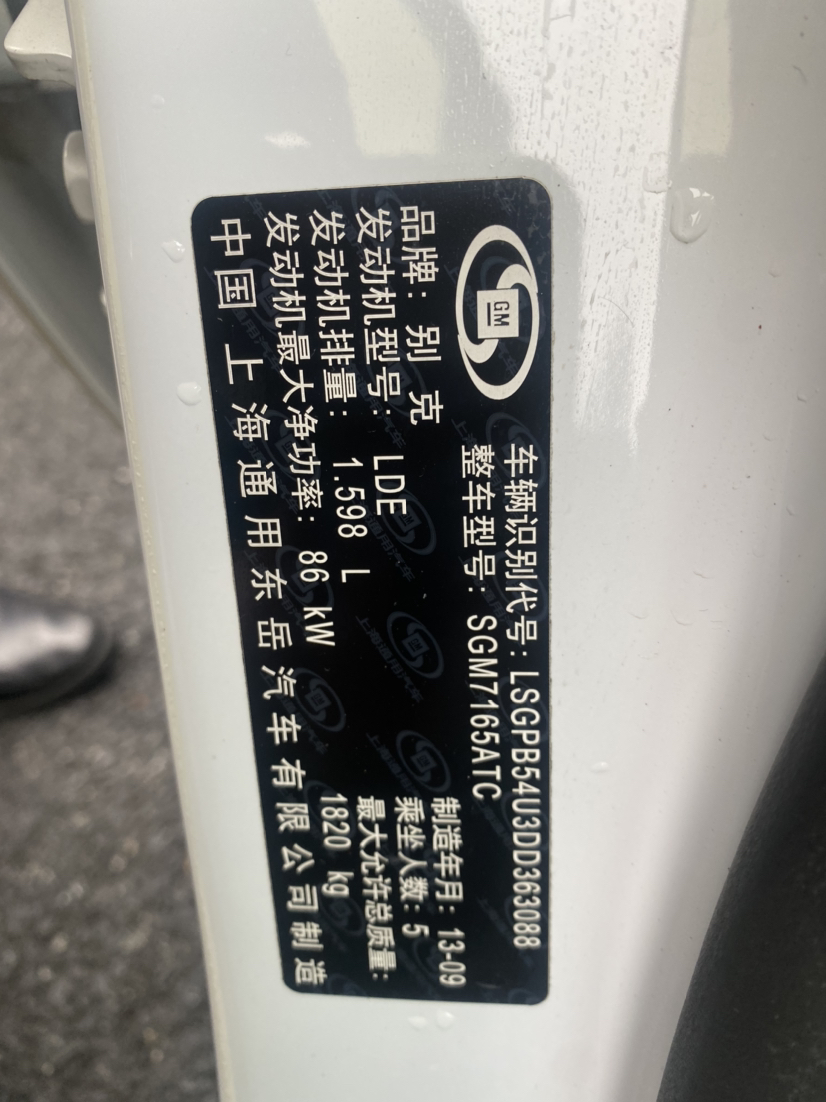 GM
车辆识别代号: LSGPB54U3DD363088
整车型号: SGM7165ATC
品牌: 别克
制造年月: 13-09
发动机型号: LDE
乘坐人数: 5
发动机排量: 1.598 L
最大允许总质量:
1820 kg
发动机最大净功率: 86 kW
中国 上海通用东岳汽车有限公司制造